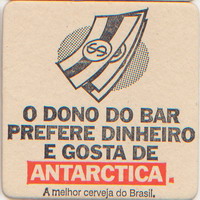 O DONO DO BAR
PREFERE DINHEIRO
E GOSTA DE
ANTARCTICA.
A melhor cerveja do Brasil.